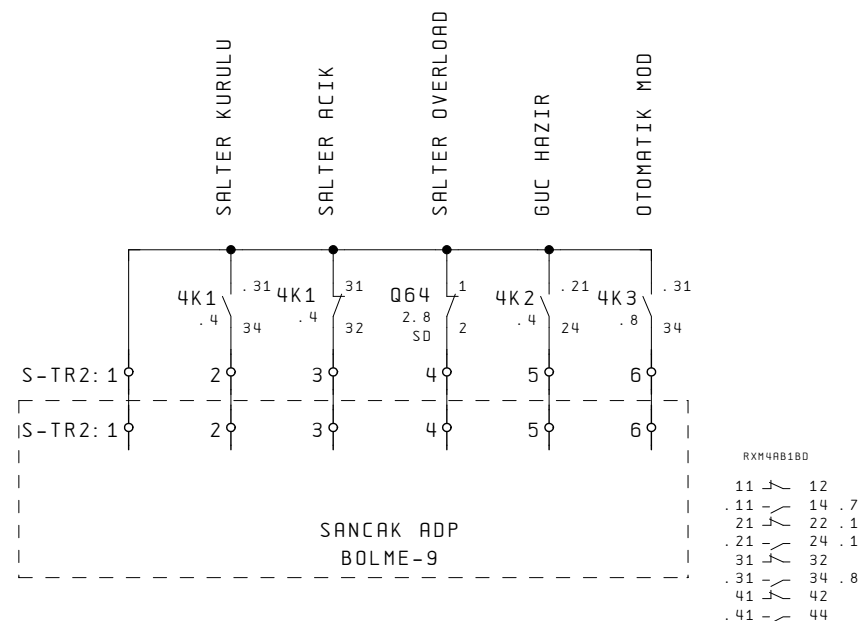 SALTER KURULU
SALTER ACIK
SALTER OVERLOAD
GUC HAZIR
OTOMATIK MOD
4K1 .31
.4 34
4K1 31
.4 32
Q64 1
2.8 2
SD
4K2 .21
.4 24
4K3 .31
.8 34
S-TR2: 1 2 3 4 5 6
S-TR2: 1 2 3 4 5 6
SANCAK ADP
BOLME-9
RXM4AB1BD
11 12
.11 14 .7
21 22 .1
.21 24 .1
31 32
.31 34 .8
41 42
.41 44